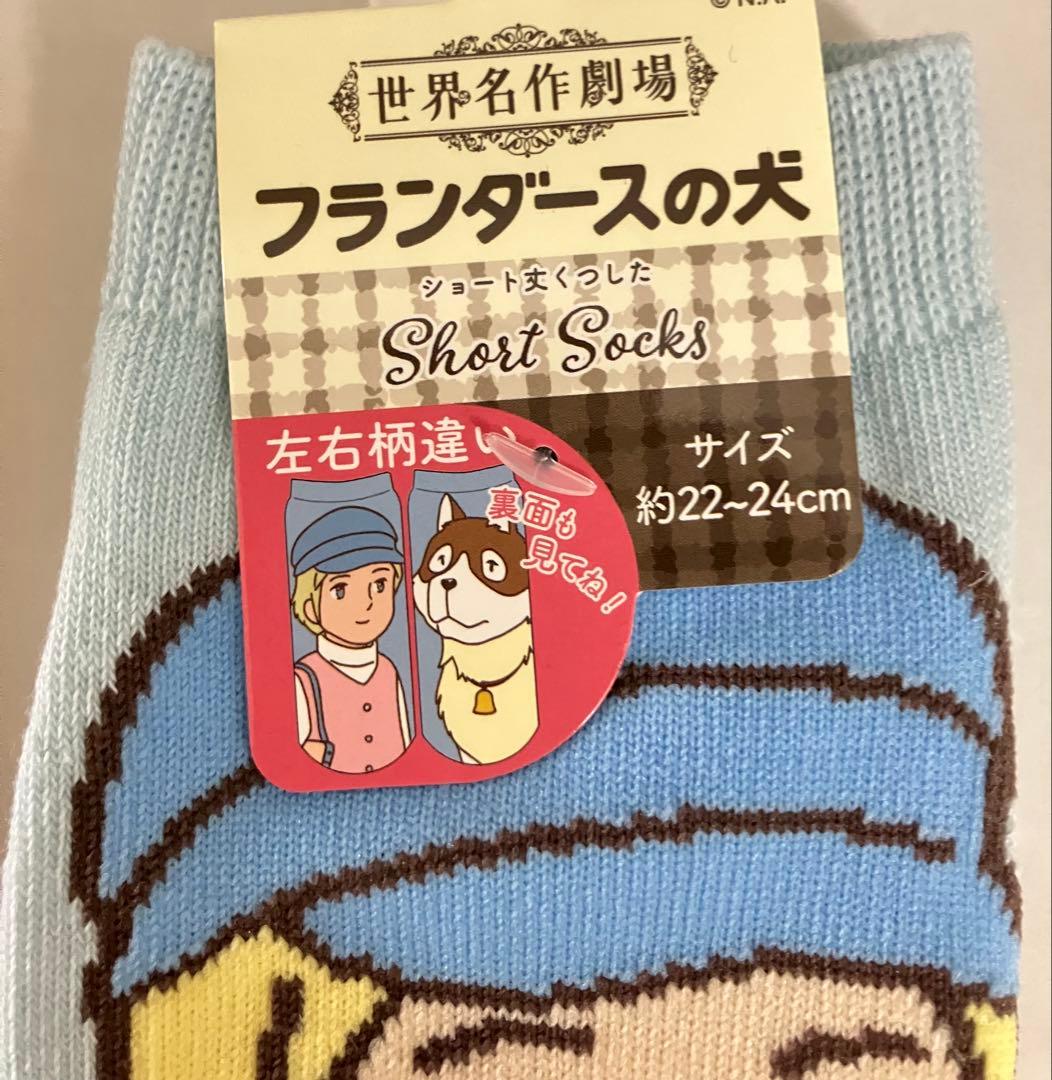 © N.A.
世界名作劇場
フランダースの犬
ショート丈くつした
Short Socks
左右柄違い
裏面も
見てね!
サイズ
約22~24cm